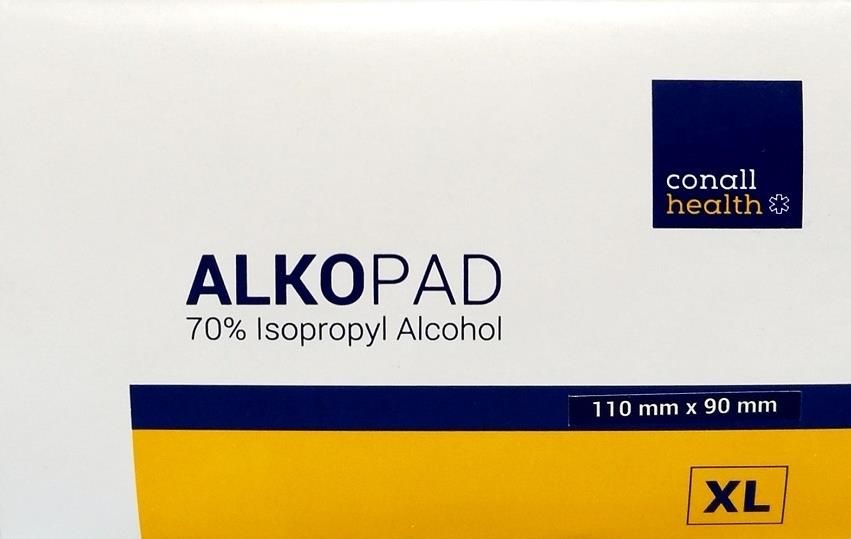 conall
health
ALKOPAD
70% Isopropyl Alcohol
110 mm x 90 mm
XL